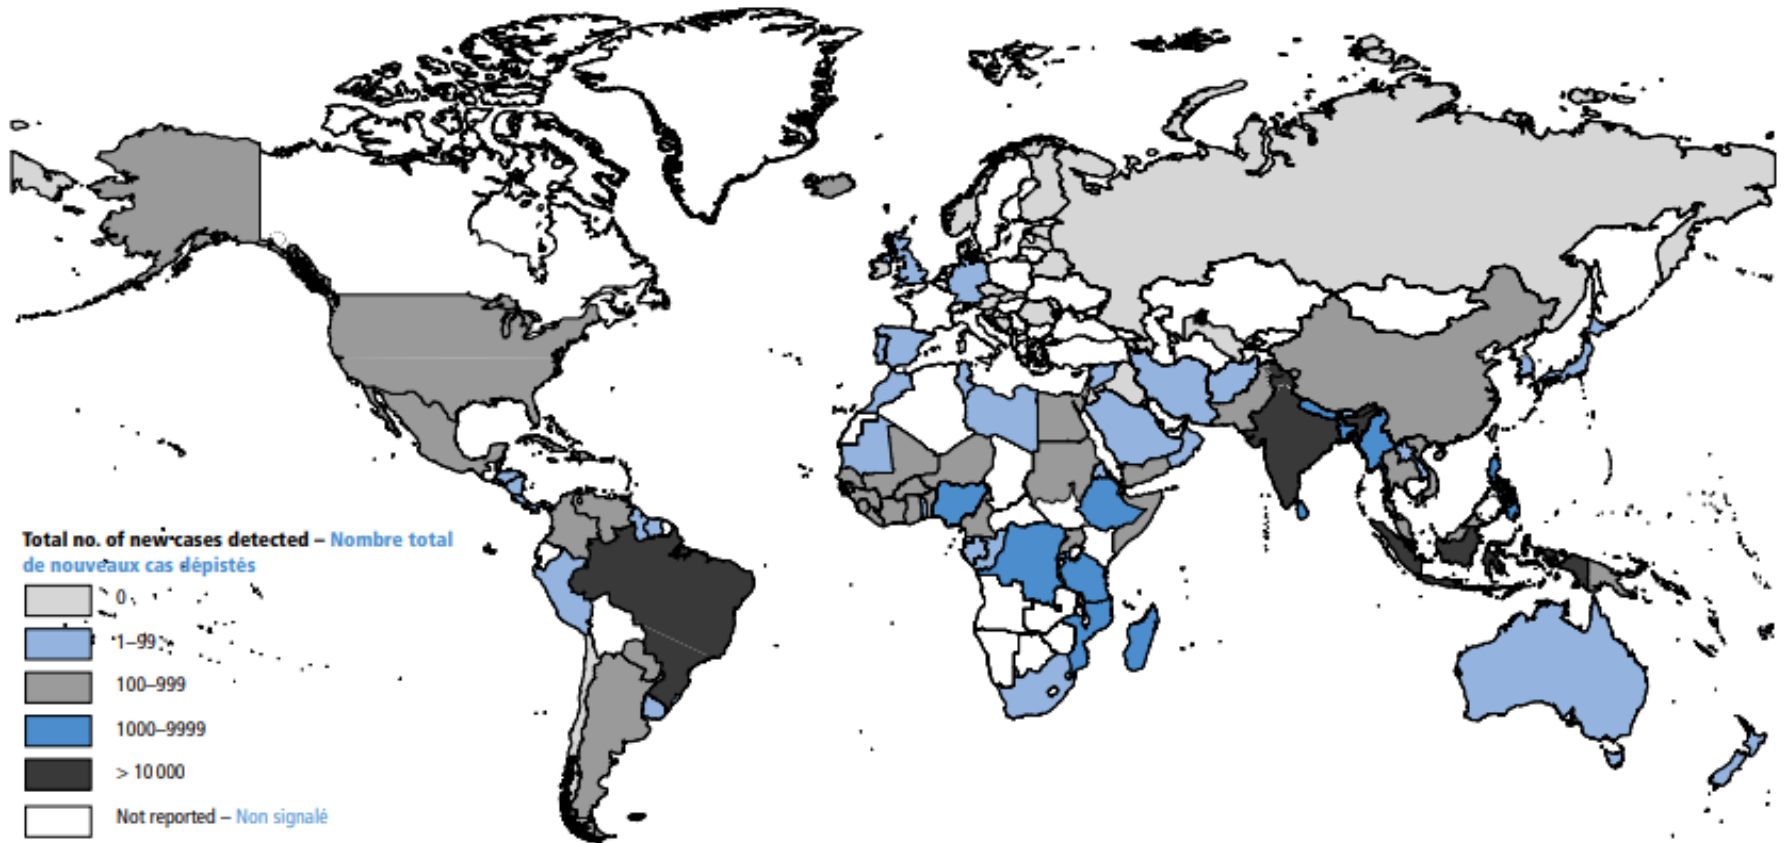 Total no. of new cases detected – Nombre total
de nouveaux cas dépistés
0
1–99
100–999
1000–9999
> 10 000
Not reported – Non signalé